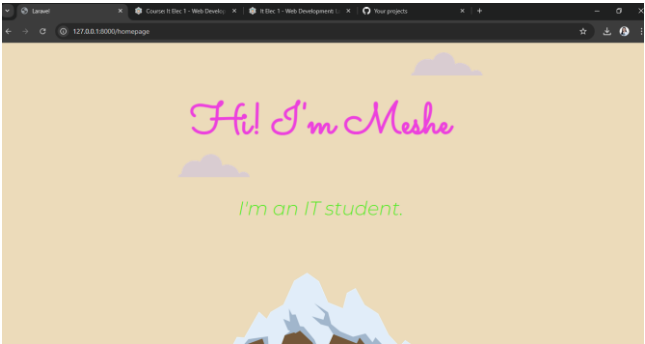 Laravel
Course: It Elec 1 - Web Develo
It Elec 1 - Web Development:
Your projects
127.0.0.1:8000/homepage
Hi! I'm Meshe
I'm an IT student.